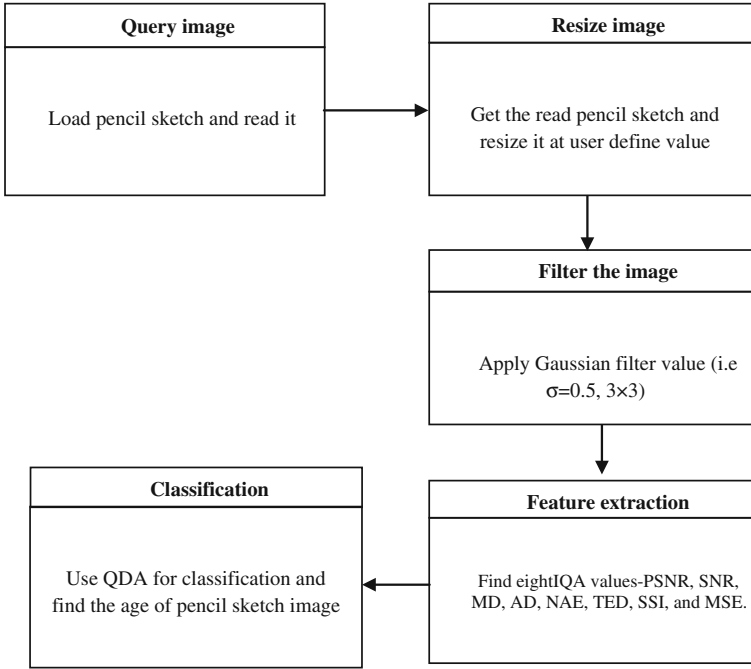 Query image
Load pencil sketch and read it
Resize image
Get the read pencil sketch and
resize it at user define value
Filter the image
Apply Gaussian filter value (i.e
σ=0.5, 3×3)
Feature extraction
Find eightIQA values-PSNR, SNR,
MD, AD, NAE, TED, SSI, and MSE.
Classification
Use QDA for classification and
find the age of pencil sketch image